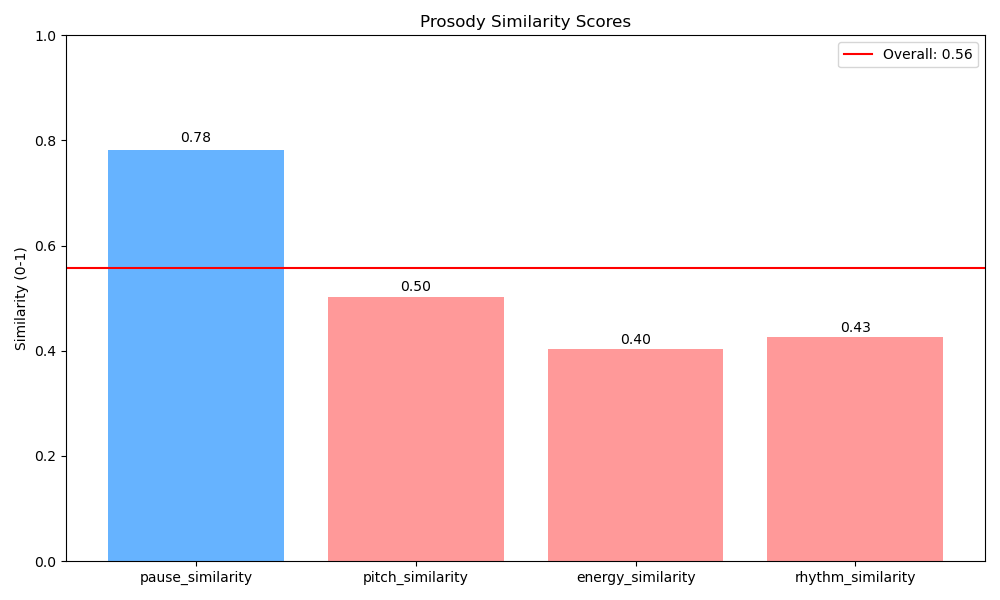 Prosody Similarity Scores
Overall: 0.56
Similarity (0-1)
1.0
0.8
0.6
0.4
0.2
0.0
0.78
0.50
0.40
0.43
pause_similarity
pitch_similarity
energy_similarity
rhythm_similarity